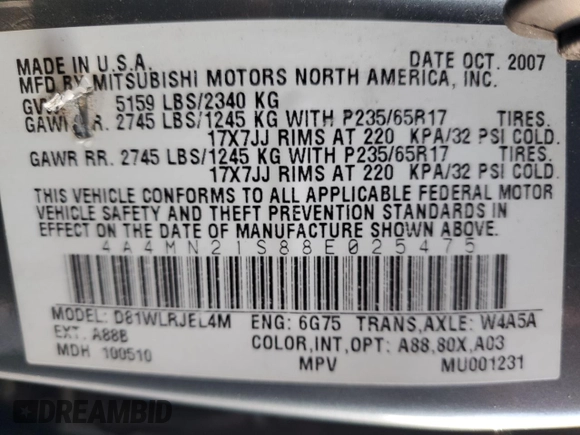 MADE IN U.S.A. DATE OCT. 2007
MFD BY MITSUBISHI MOTORS NORTH AMERICA, INC.
5159 LBS/2340 KG
GAWR FR. 2745 LBS/1245 KG WITH P235/65R17 TIRES.
17X7JJ RIMS AT 220 KPA/32 PSI COLD.
GAWR RR. 2745 LBS/1245 KG WITH P235/65R17 TIRES.
17X7JJ RIMS AT 220 KPA/32 PSI COLD.
THIS VEHICLE CONFORMS TO ALL APPLICABLE FEDERAL MOTOR
VEHICLE SAFETY AND THEFT PREVENTION STANDARDS IN
EFFECT ON THE DATE OF MANUFACTURE SHOWN ABOVE.
4A4MN21S88E025475
MODEL: D81WLRJEL4M ENG: 6G75 TRANS,AXLE: W4A5A
EXT. A88B COLOR,INT,OPT: A88,80X,A03
MDH 100510 MPV MU001231
DREAMBID